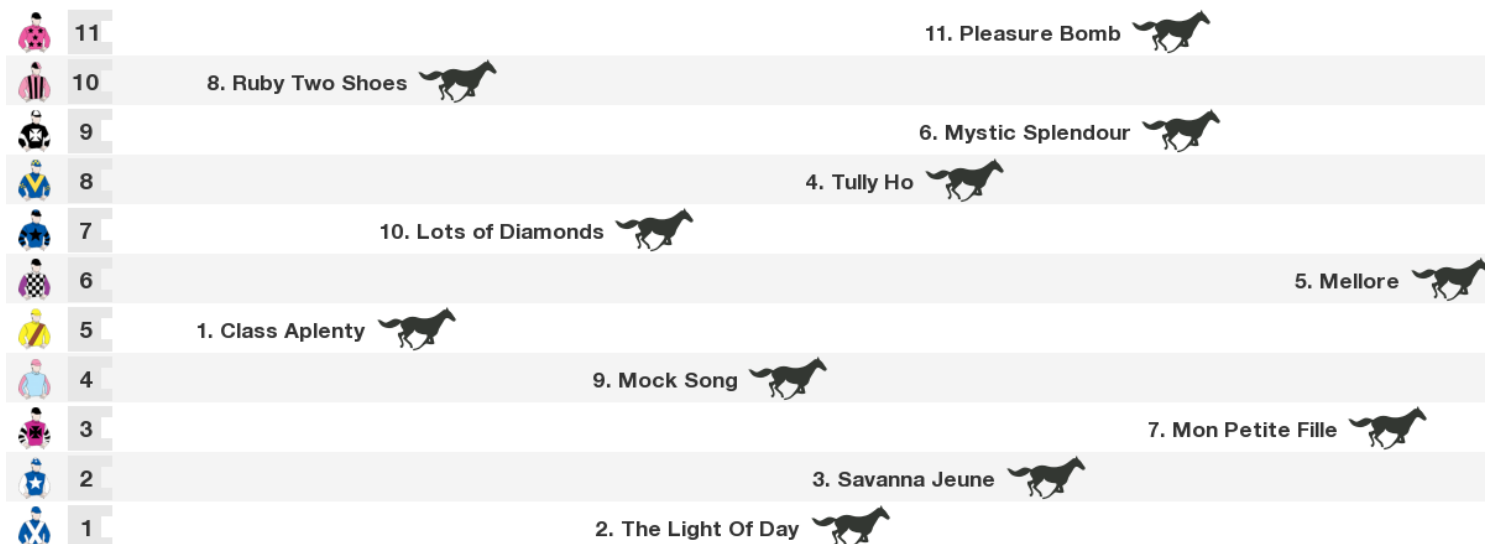 11 11. Pleasure Bomb
10 8. Ruby Two Shoes
9 6. Mystic Splendour
8 4. Tully Ho
7 10. Lots of Diamonds
6 5. Mellore
5 1. Class Aplenty
4 9. Mock Song
3 7. Mon Petite Fille
2 3. Savanna Jeune
1 2. The Light Of Day